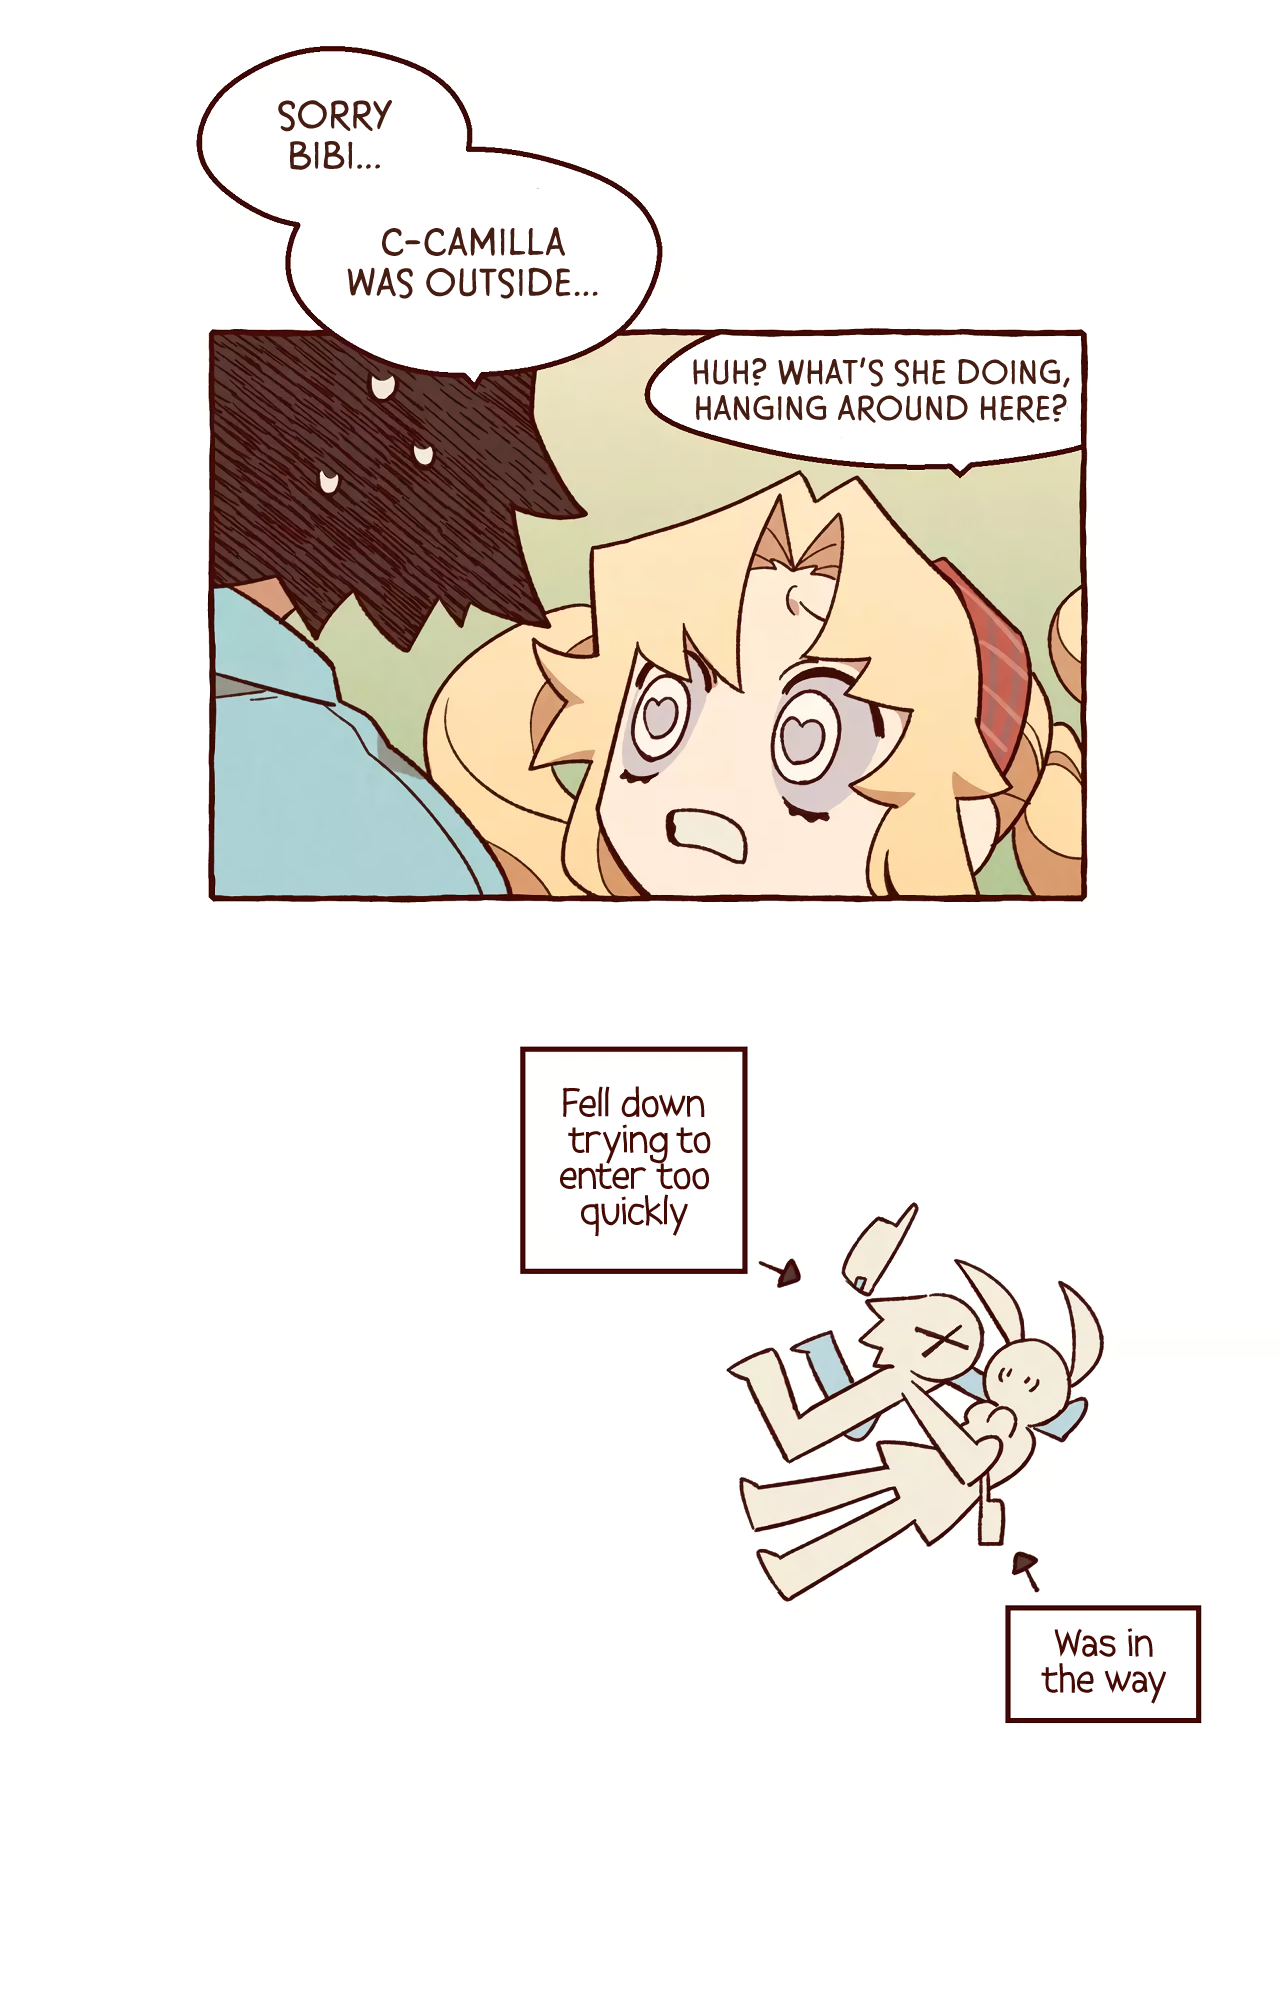 SORRY
BIBI...
C-CAMILLA
WAS OUTSIDE...
HUH? WHAT'S SHE DOING,
HANGING AROUND HERE?
Fell down
trying to
enter too
quickly
Was in
the way